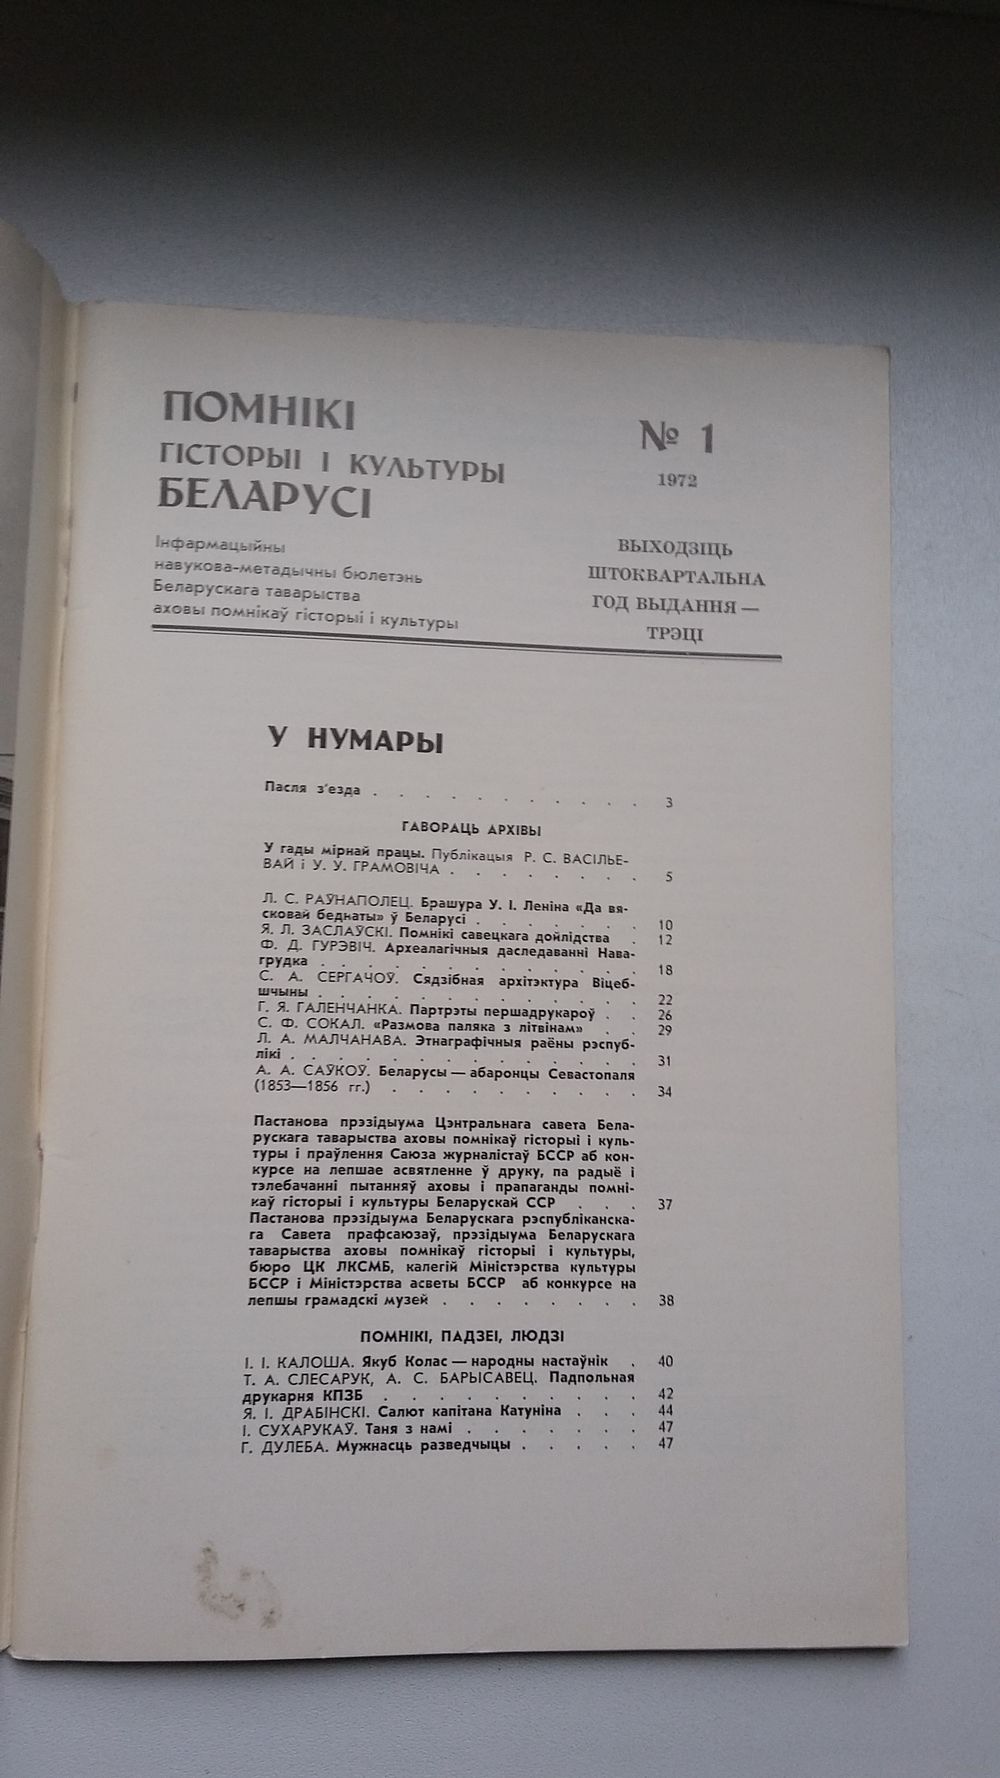 ПОМНІКІ
ГІСТОРЫІ І КУЛЬТУРЫ
БЕЛАРУСІ
Інфармацыйны
навукова-метадычны бюлетэнь
Беларускага таварыства
аховы помнікаў гісторыі і культуры
№ 1
1972
ВЫХОДЗІЦЬ
ШТОКВАРТАЛЬНА
ГОД ВЫДАННЯ —
ТРЭЦІ
У НУМАРЫ
Пасля з'езда . . . . . . . . . . . 3
ГАВОРАЦЬ АРХІВЫ
У гады мірнай працы. Публікацыя Р. С. ВАСІЛЬЕ-
ВАЙ і У. У. ГРАМОВІЧА . . . . . . . . 5
Л. С. РАЎНАПОЛЕЦ. Брашура У. І. Леніна «Да вя-
сковай беднаты» ў Беларусі . . . . . . . 10
Я. Л. ЗАСЛАЎСКІ. Помнікі савецкага дойлідства . 12
Ф. Д. ГУРЭВІЧ. Археалагічныя даследаванні Нава-
грудка . . . . . . . . . . . . . . 18
С. А. СЕРГАЧОЎ. Сядзібная архітэктура Віцеб-
шчыны . . . . . . . . . . . . . . 22
Г. Я. ГАЛЕНЧАНКА. Партрэты першадрукароў . . 26
С. Ф. СОКАЛ. «Размова паляка з літвінам» . . 29
Л. А. МАЛЧАНАВА. Этнаграфічныя раёны рэспуб-
лікі . . . . . . . . . . . . . . . 31
А. А. САЎКОЎ. Беларусы — абаронцы Севастопаля
(1853—1856 гг.) . . . . . . . . . . 34
Пастанова прэзідыума Цэнтральнага савета Бела-
рускага таварыства аховы помнікаў гісторыі і куль-
туры і праўлення Саюза журналістаў БССР аб кон-
курсе на лепшае асвятленне ў друку, па радыё і
тэлебачанні пытанняў аховы і прапаганды помні-
каў гісторыі і культуры Беларускай ССР . . . 37
Пастанова прэзідыума Беларускага рэспубліканска-
га Савета прафсаюзаў, прэзідыума Беларускага
таварыства аховы помнікаў гісторыі і культуры,
бюро ЦК ЛКСМБ, калегій Міністэрства культуры
БССР і Міністэрства асветы БССР аб конкурсе на
лепшы грамадскі музей . . . . . . . . 38
ПОМНІКІ, ПАДЗЕІ, ЛЮДЗІ
І. І. КАЛОША. Якуб Колас — народны настаўнік . 40
Т. А. СЛЕСАРУК, А. С. БАРЫСАВЕЦ. Падпольная
друкарня КПЗБ . . . . . . . . . . 42
Я. І. ДРАБІНСКІ. Салют капітана Катуніна . . . 44
І. СУХАРУКАЎ. Таня з намі . . . . . . . 47
Г. ДУЛЕБА. Мужнасць разведчыцы . . . . . 47